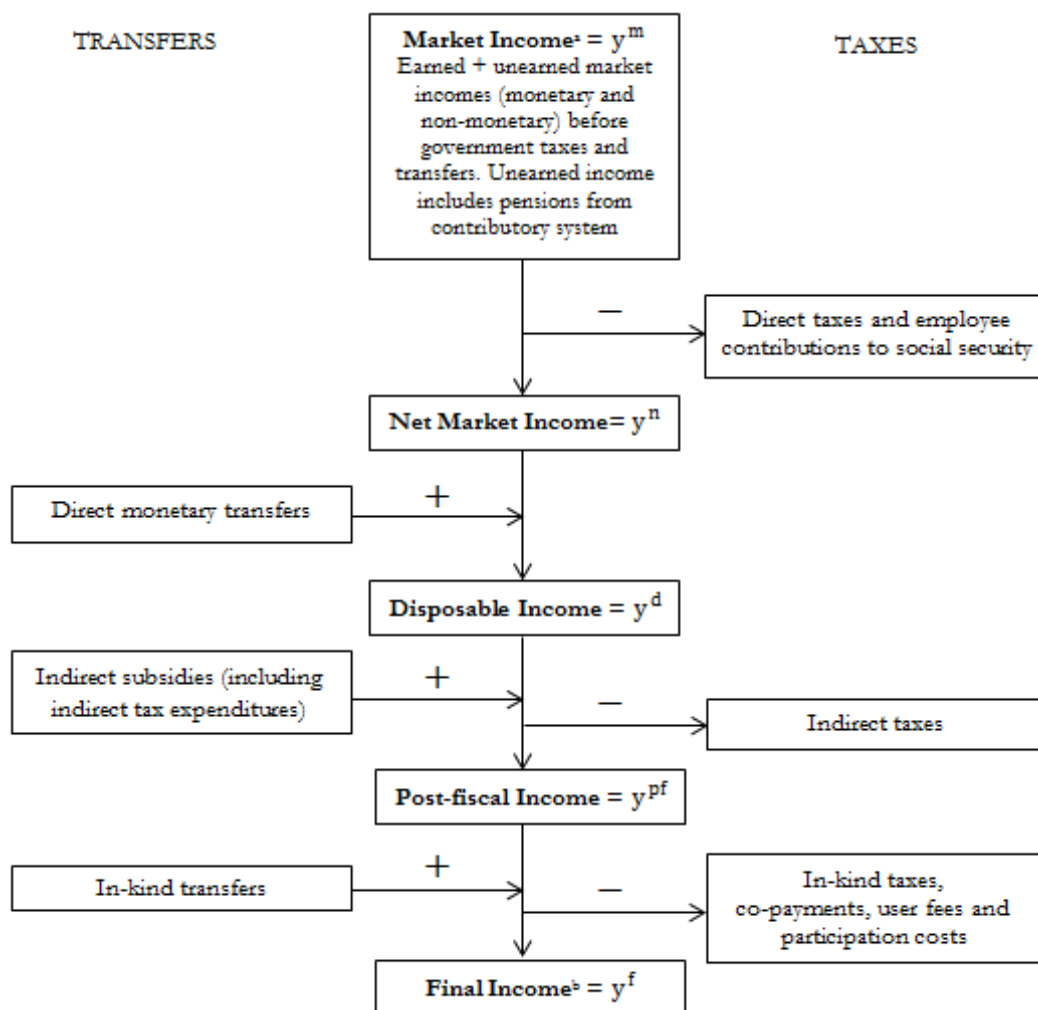 TRANSFERS
TAXES
Market Incomeᵃ = yᵐ
Earned + unearned market
incomes (monetary and
non-monetary) before
government taxes and
transfers. Unearned income
includes pensions from
contributory system
−
Direct taxes and employee
contributions to social security
Net Market Income= yⁿ
Direct monetary transfers
+
Disposable Income = yᵈ
Indirect subsidies (including
indirect tax expenditures)
+
−
Indirect taxes
Post-fiscal Income = yᵖᶠ
In-kind transfers
+
−
In-kind taxes,
co-payments, user fees and
participation costs
Final Incomeᵇ = yᶠ